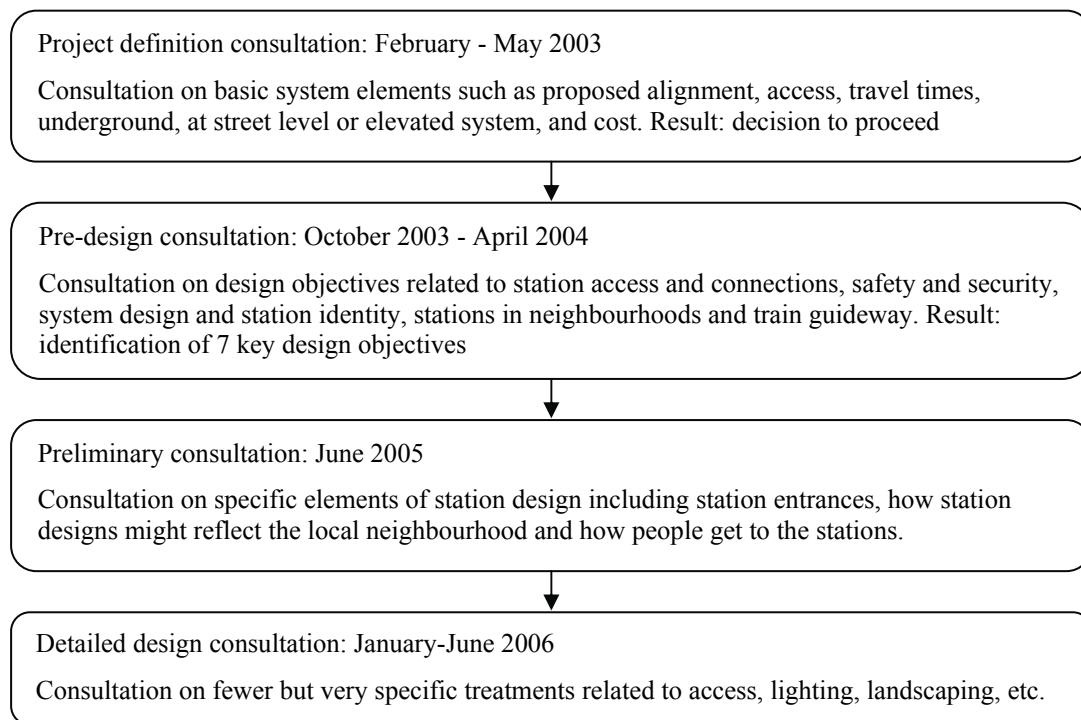 Project definition consultation: February - May 2003
Consultation on basic system elements such as proposed alignment, access, travel times,
underground, at street level or elevated system, and cost. Result: decision to proceed
Pre-design consultation: October 2003 - April 2004
Consultation on design objectives related to station access and connections, safety and security,
system design and station identity, stations in neighbourhoods and train guideway. Result:
identification of 7 key design objectives
Preliminary consultation: June 2005
Consultation on specific elements of station design including station entrances, how station
designs might reflect the local neighbourhood and how people get to the stations.
Detailed design consultation: January-June 2006
Consultation on fewer but very specific treatments related to access, lighting, landscaping, etc.